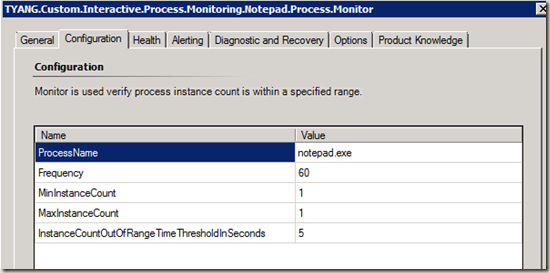 TYANG.Custom.Interactive.Process.Monitoring.Notepad.Process.Monitor
General Configuration Health Alerting Diagnostic and Recovery Options Product Knowledge
Configuration
Monitor is used verify process instance count is within a specified range.
Name Value
ProcessName notepad.exe
Frequency 60
MinInstanceCount 1
MaxInstanceCount 1
InstanceCountOutOfRangeTimeThresholdInSeconds 5